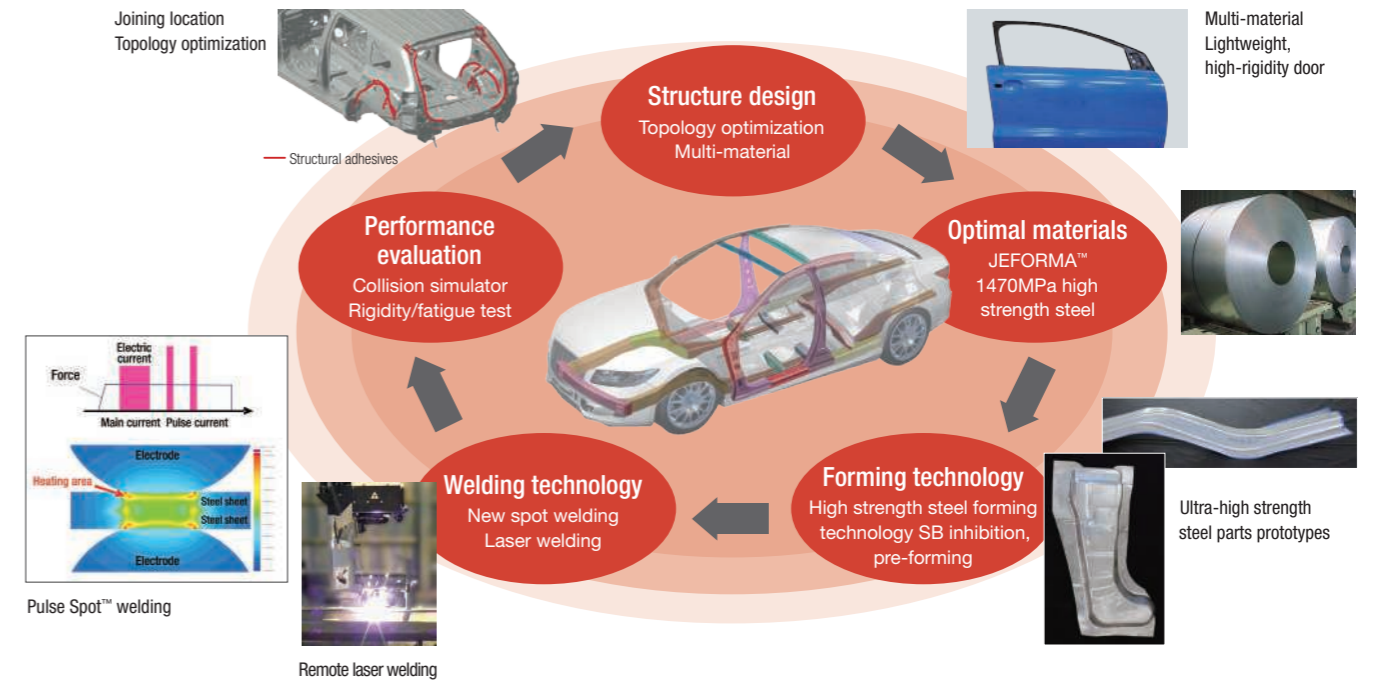 Joining location
Topology optimization
Structural adhesives
Multi-material
Lightweight,
high-rigidity door
Structure design
Topology optimization
Multi-material
Performance
evaluation
Collision simulator
Rigidity/fatigue test
Optimal materials
JEFORMA™
1470MPa high
strength steel
Electric
current
Force
Main current Pulse current
Electrode
Heating area
Steel sheet
Steel sheet
Electrode
Pulse Spot™ welding
Welding technology
New spot welding
Laser welding
Remote laser welding
Forming technology
High strength steel forming
technology SB inhibition,
pre-forming
Ultra-high strength
steel parts prototypes